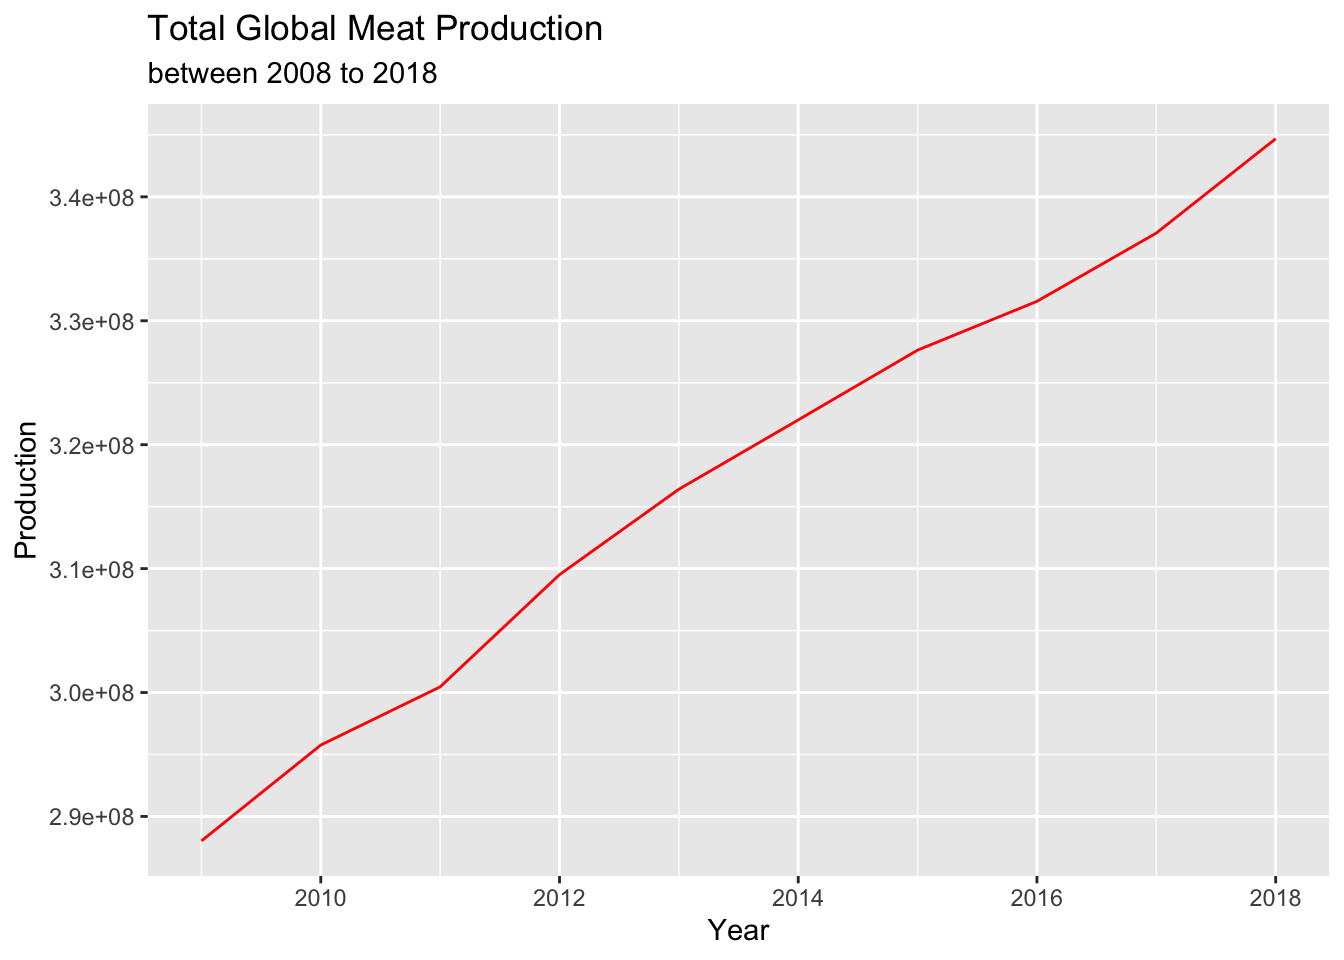 Total Global Meat Production
between 2008 to 2018
3.4e+08
3.3e+08
3.2e+08
3.1e+08
3.0e+08
2.9e+08
Production
2010 2012 2014 2016 2018
Year